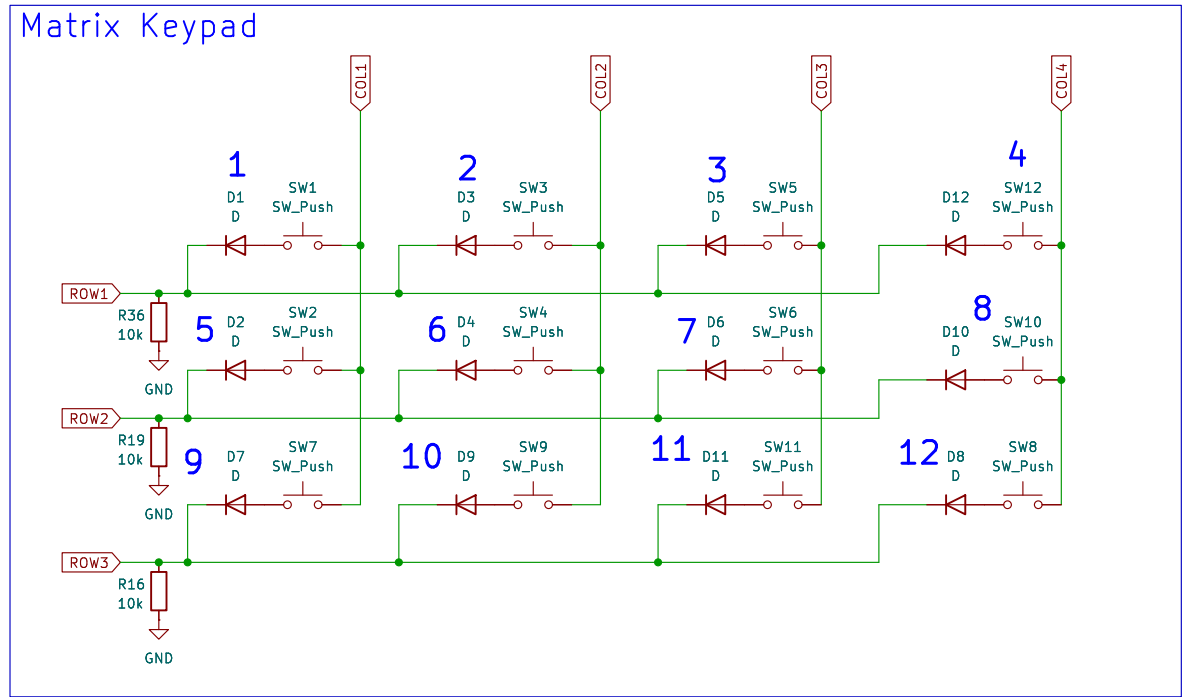 Matrix Keypad
COL1
COL2
COL3
COL4
1
2
3
4
D1
D
SW1
SW_Push
D3
D
SW3
SW_Push
D5
D
SW5
SW_Push
D12
D
SW12
SW_Push
ROW1
R36
10k
GND
5
D2
D
SW2
SW_Push
6
D4
D
SW4
SW_Push
7
D6
D
SW6
SW_Push
8
D10
D
SW10
SW_Push
ROW2
R19
10k
GND
9
D7
D
SW7
SW_Push
10
D9
D
SW9
SW_Push
11
D11
D
SW11
SW_Push
12
D8
D
SW8
SW_Push
ROW3
R16
10k
GND